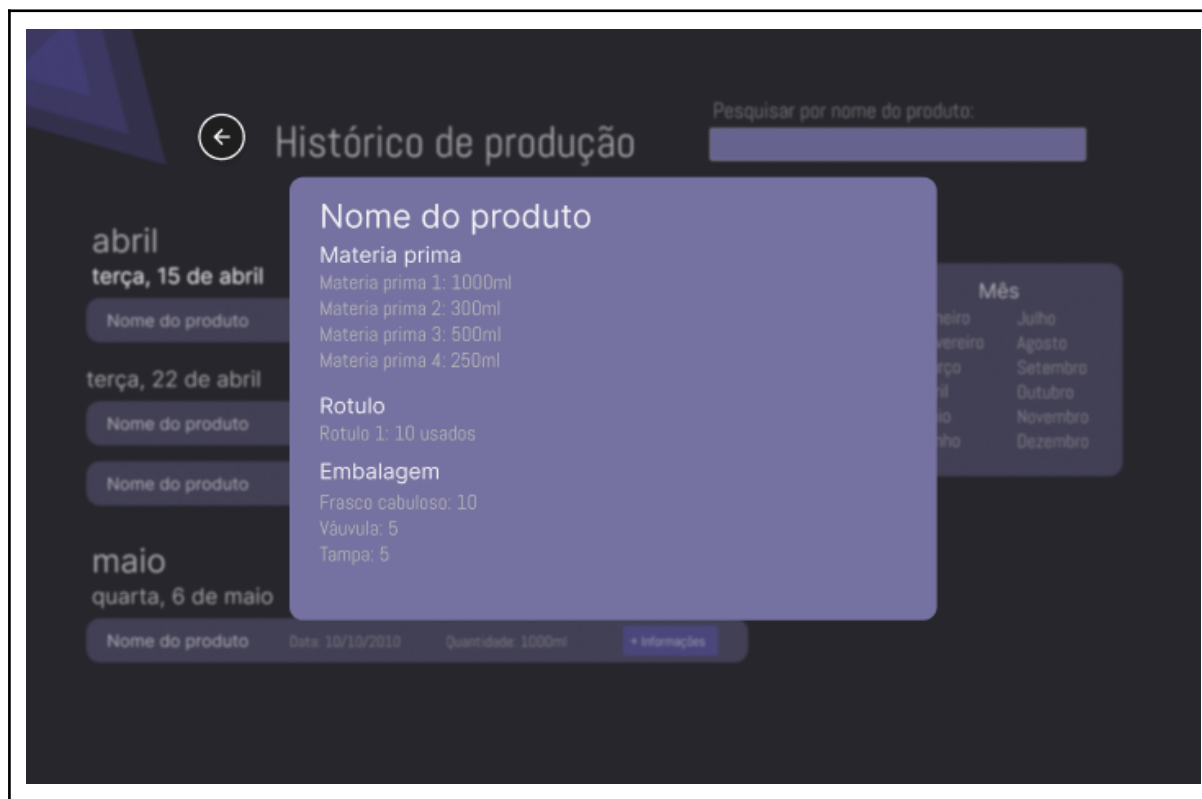 Pesquisar por nome do produto:
Histórico de produção
abril
terça, 15 de abril
Nome do produto
terça, 22 de abril
Nome do produto
Nome do produto
maio
quarta, 6 de maio
Nome do produto Data: 10/10/2010 Quantidade: 1000ml + Informações
Nome do produto
Materia prima
Materia prima 1: 1000ml
Materia prima 2: 300ml
Materia prima 3: 500ml
Materia prima 4: 250ml
Rotulo
Rotulo 1: 10 usados
Embalagem
Frasco cabuloso: 10
Váuvula: 5
Tampa: 5
Mês
Julho
Agosto
Setembro
Outubro
Novembro
Dezembro